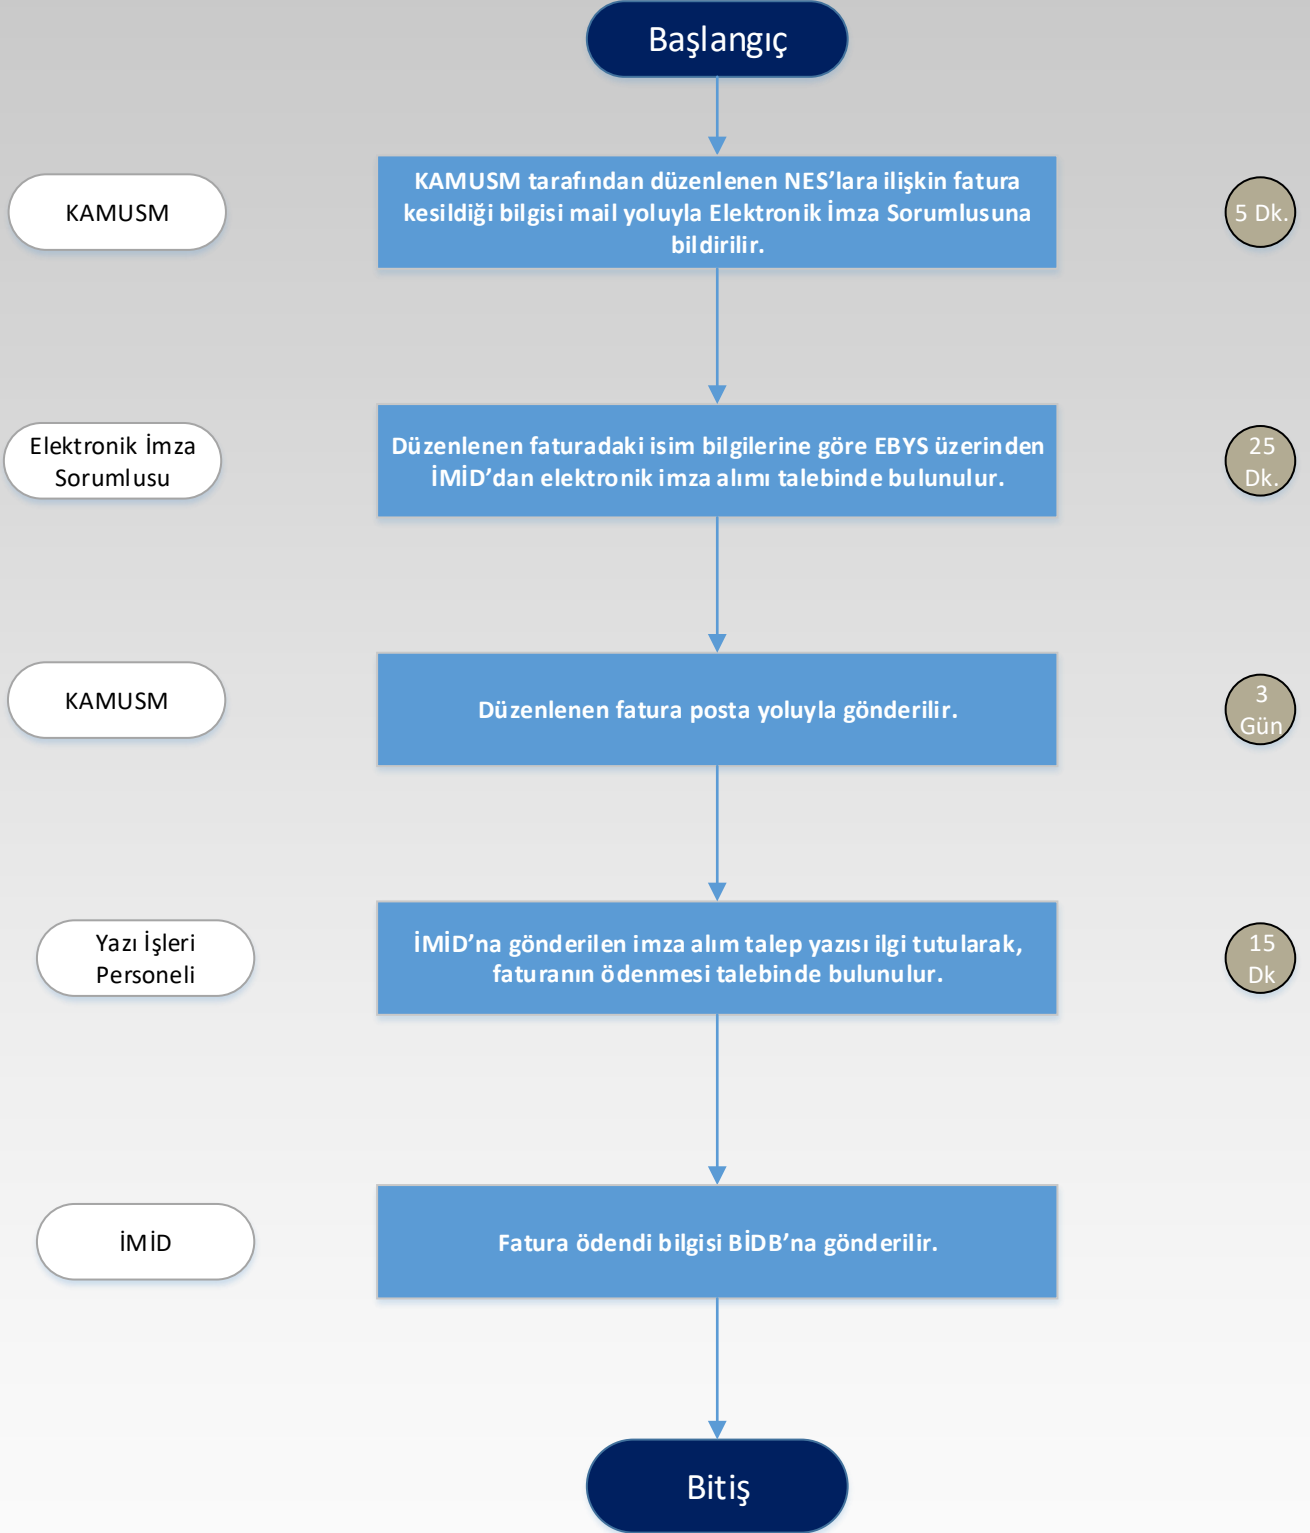 Başlangıç
KAMUSM
KAMUSM tarafından düzenlenen NES’lara ilişkin fatura
kesildiği bilgisi mail yoluyla Elektronik İmza Sorumlusuna
bildirilir.
5 Dk.
Elektronik İmza
Sorumlusu
Düzenlenen faturadaki isim bilgilerine göre EBYS üzerinden
İMİD’dan elektronik imza alımı talebinde bulunulur.
25
Dk.
KAMUSM
Düzenlenen fatura posta yoluyla gönderilir.
3
Gün
Yazı İşleri
Personeli
İMİD’na gönderilen imza alım talep yazısı ilgi tutularak,
faturanın ödenmesi talebinde bulunulur.
15
Dk
İMİD
Fatura ödendi bilgisi BİDB’na gönderilir.
Bitiş